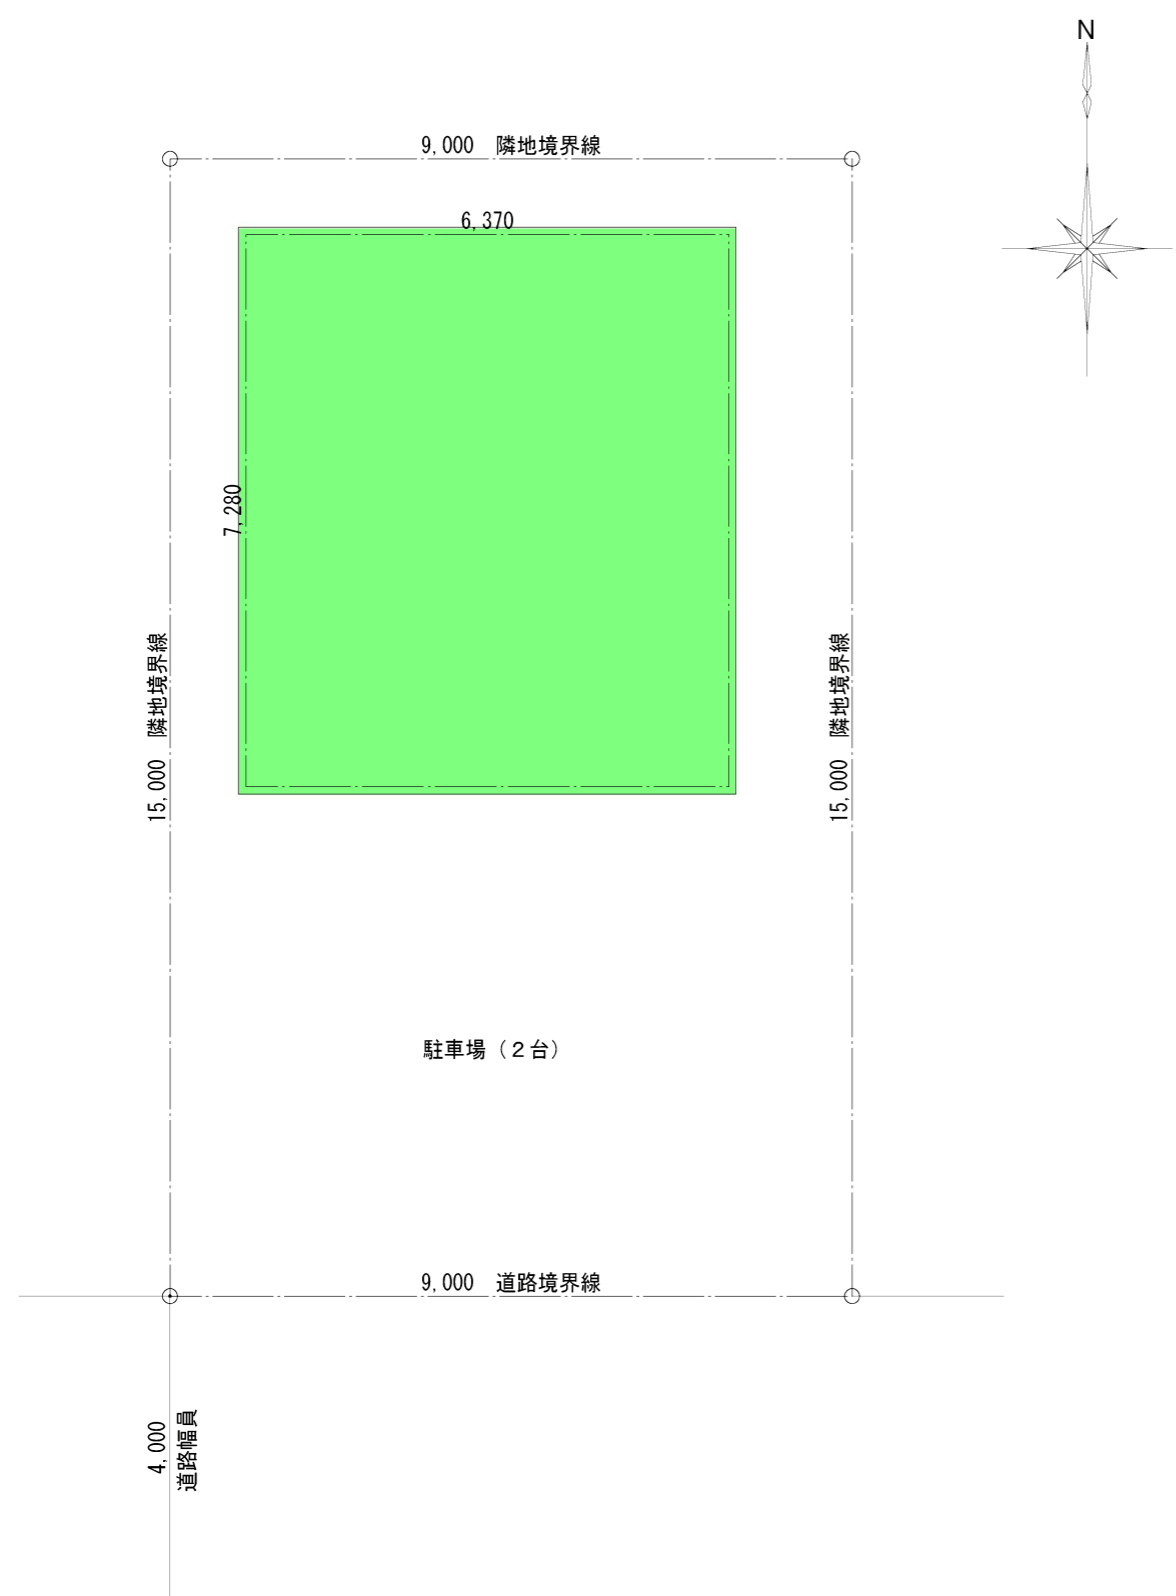 N
9,000　隣地境界線
6,370
7,280
15,000　隣地境界線
15,000　隣地境界線
駐車場（２台）
9,000　道路境界線
4,000
道路幅員